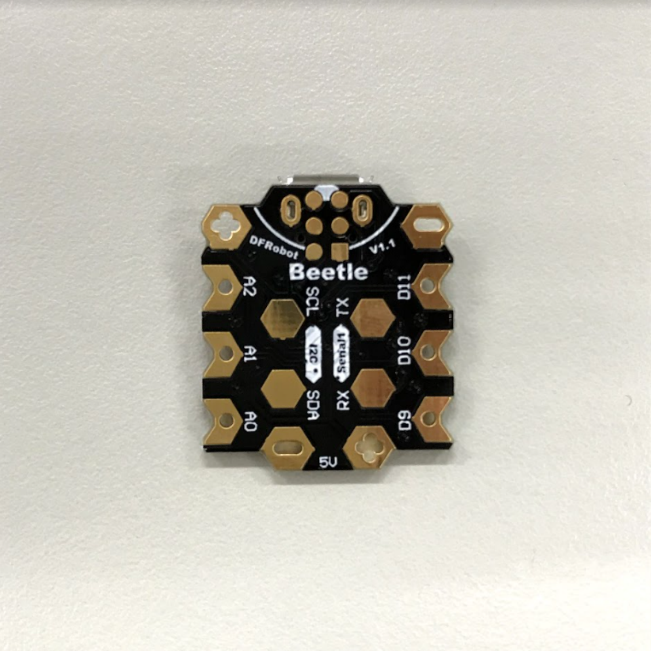 DFRobot
V1.1
Beetle
A2
SCL
TX
D11
A1
I2C
Serial1
D10
A0
SDA
RX
D9
5V